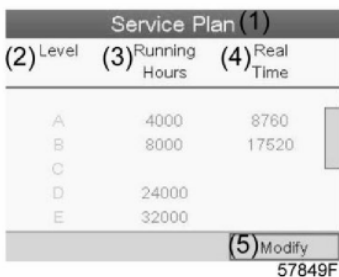 Service Plan (1)
(2) Level (3) Running Hours (4) Real Time
A 4000 8760
B 8000 17520
C
D 24000
E 32000
(5) Modify
57849F